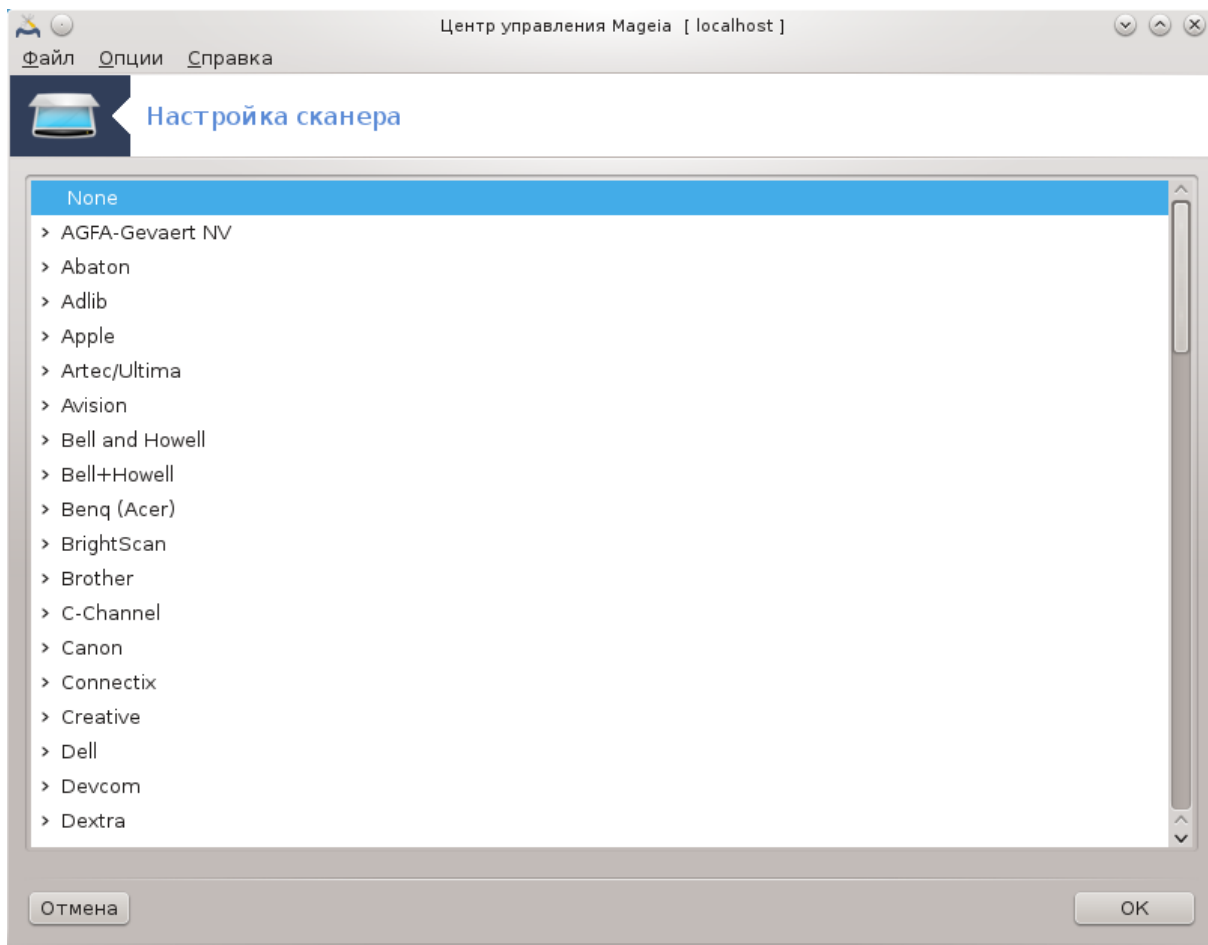 Центр управления Mageia [ localhost ]
Файл Опции Справка
Настройка сканера
None
AGFA-Gevaert NV
Abaton
Adlib
Apple
Artec/Ultima
Avision
Bell and Howell
Bell+Howell
Benq (Acer)
BrightScan
Brother
C-Channel
Canon
Connectix
Creative
Dell
Devcom
Dextra
Отмена OK